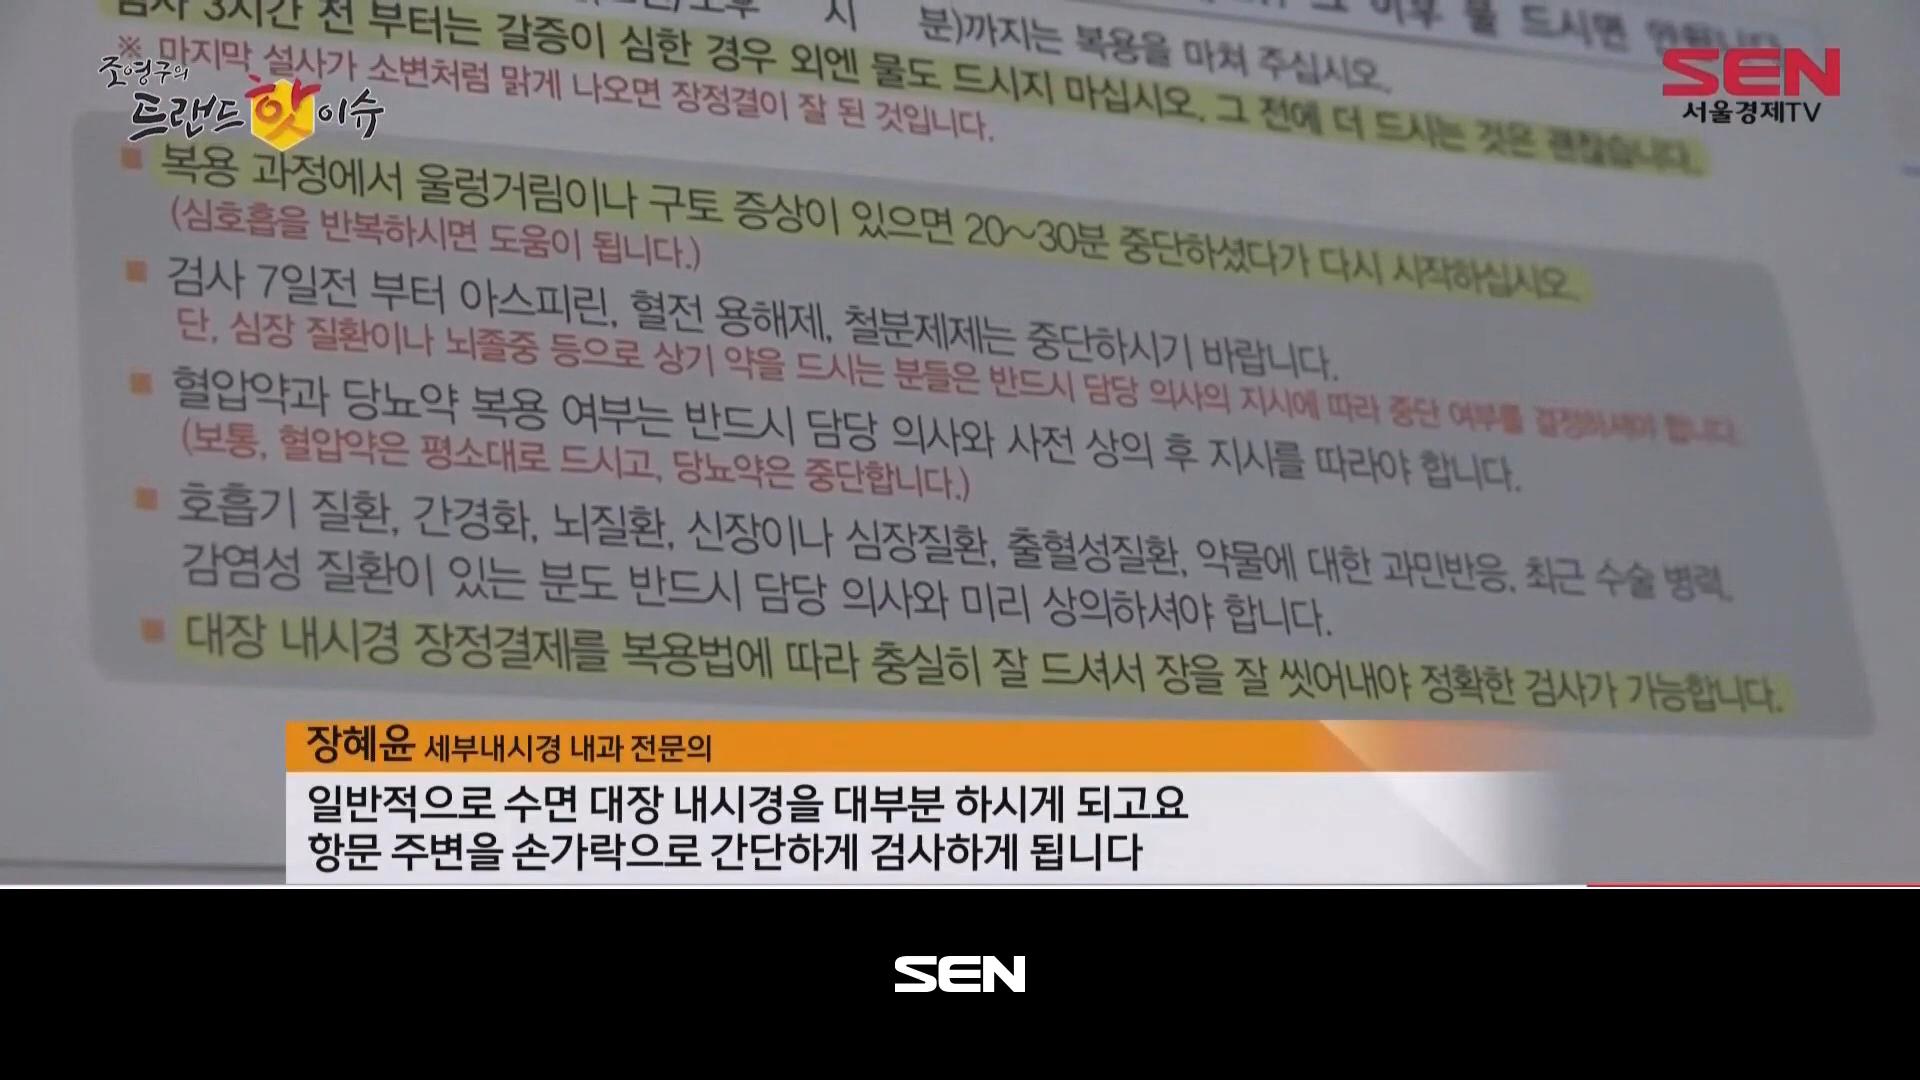 시 분)까지는 복용을 마쳐 주십시오.
검사 3시간 전 부터는 갈증이 심한 경우 외엔 물도 드시지 마십시오. 그 전에 더 드시는 것은 괜찮습니다.
※ 마지막 설사가 소변처럼 맑게 나오면 장정결이 잘 된 것입니다.
조영구의
트랜드 핫이슈
SEN
서울경제TV
■ 복용 과정에서 울렁거림이나 구토 증상이 있으면 20~30분 중단하셨다가 다시 시작하십시오.
(심호흡을 반복하시면 도움이 됩니다.)
■ 검사 7일전 부터 아스피린, 혈전 용해제, 철분제제는 중단하시기 바랍니다.
단, 심장 질환이나 뇌졸중 등으로 상기 약을 드시는 분들은 반드시 담당 의사의 지시에 따라 중단 여부를 결정하셔야 합니다.
■ 혈압약과 당뇨약 복용 여부는 반드시 담당 의사와 사전 상의 후 지시를 따라야 합니다.
(보통, 혈압약은 평소대로 드시고, 당뇨약은 중단합니다.)
■ 호흡기 질환, 간경화, 뇌질환, 신장이나 심장질환, 출혈성질환, 약물에 대한 과민반응, 최근 수술 병력,
감염성 질환이 있는 분도 반드시 담당 의사와 미리 상의하셔야 합니다.
■ 대장 내시경 장정결제를 복용법에 따라 충실히 잘 드셔서 장을 잘 씻어내야 정확한 검사가 가능합니다.
장혜윤 세부내시경 내과 전문의
일반적으로 수면 대장 내시경을 대부분 하시게 되고요
항문 주변을 손가락으로 간단하게 검사하게 됩니다
SEN